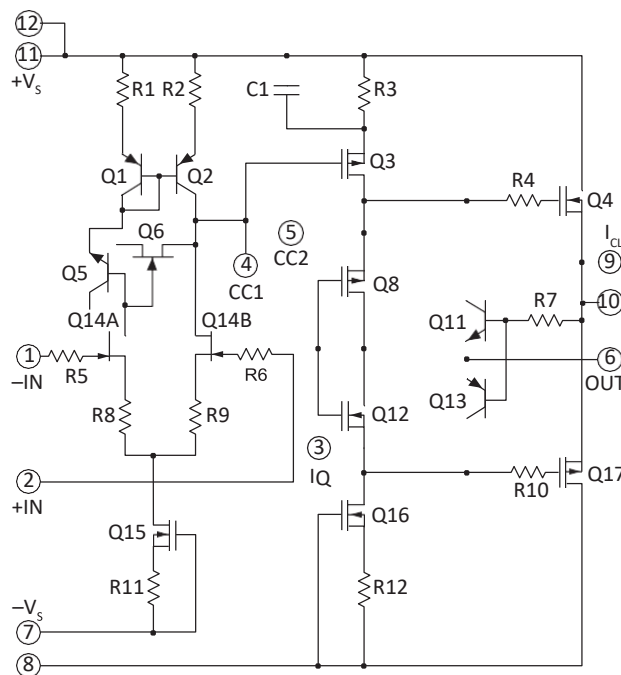 12
11
+VS
R1
R2
C1
R3
Q1
Q2
Q3
R4
Q4
Q6
5
CC2
4
CC1
ICL
9
Q5
Q8
10
Q14A
Q14B
Q11
R7
1
–IN
R5
R6
6
OUT
R8
R9
Q12
Q13
3
IQ
2
+IN
R10
Q17
Q15
Q16
R11
R12
–VS
7
8